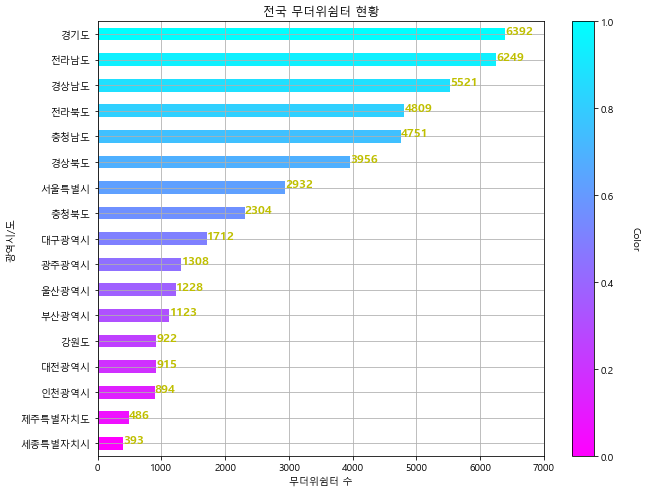 전국 무더위쉼터 현황
경기도 6392
전라남도 6249
경상남도 5521
전라북도 4809
충청남도 4751
경상북도 3956
서울특별시 2932
충청북도 2304
대구광역시 1712
광주광역시 1308
울산광역시 1228
부산광역시 1123
강원도 922
대전광역시 915
인천광역시 894
제주특별자치도 486
세종특별자치시 393
0 1000 2000 3000 4000 5000 6000 7000
무더위쉼터 수
광역시/도
1.0
0.8
0.6
0.4
0.2
0.0
Color